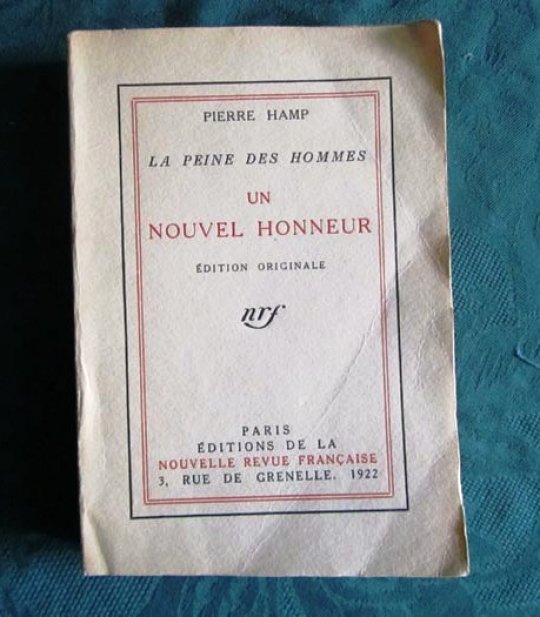 PIERRE HAMP
LA PEINE DES HOMMES
UN
NOUVEL HONNEUR
ÉDITION ORIGINALE
nrf
PARIS
ÉDITIONS DE LA
NOUVELLE REVUE FRANÇAISE
3, RUE DE GRENELLE. 1922